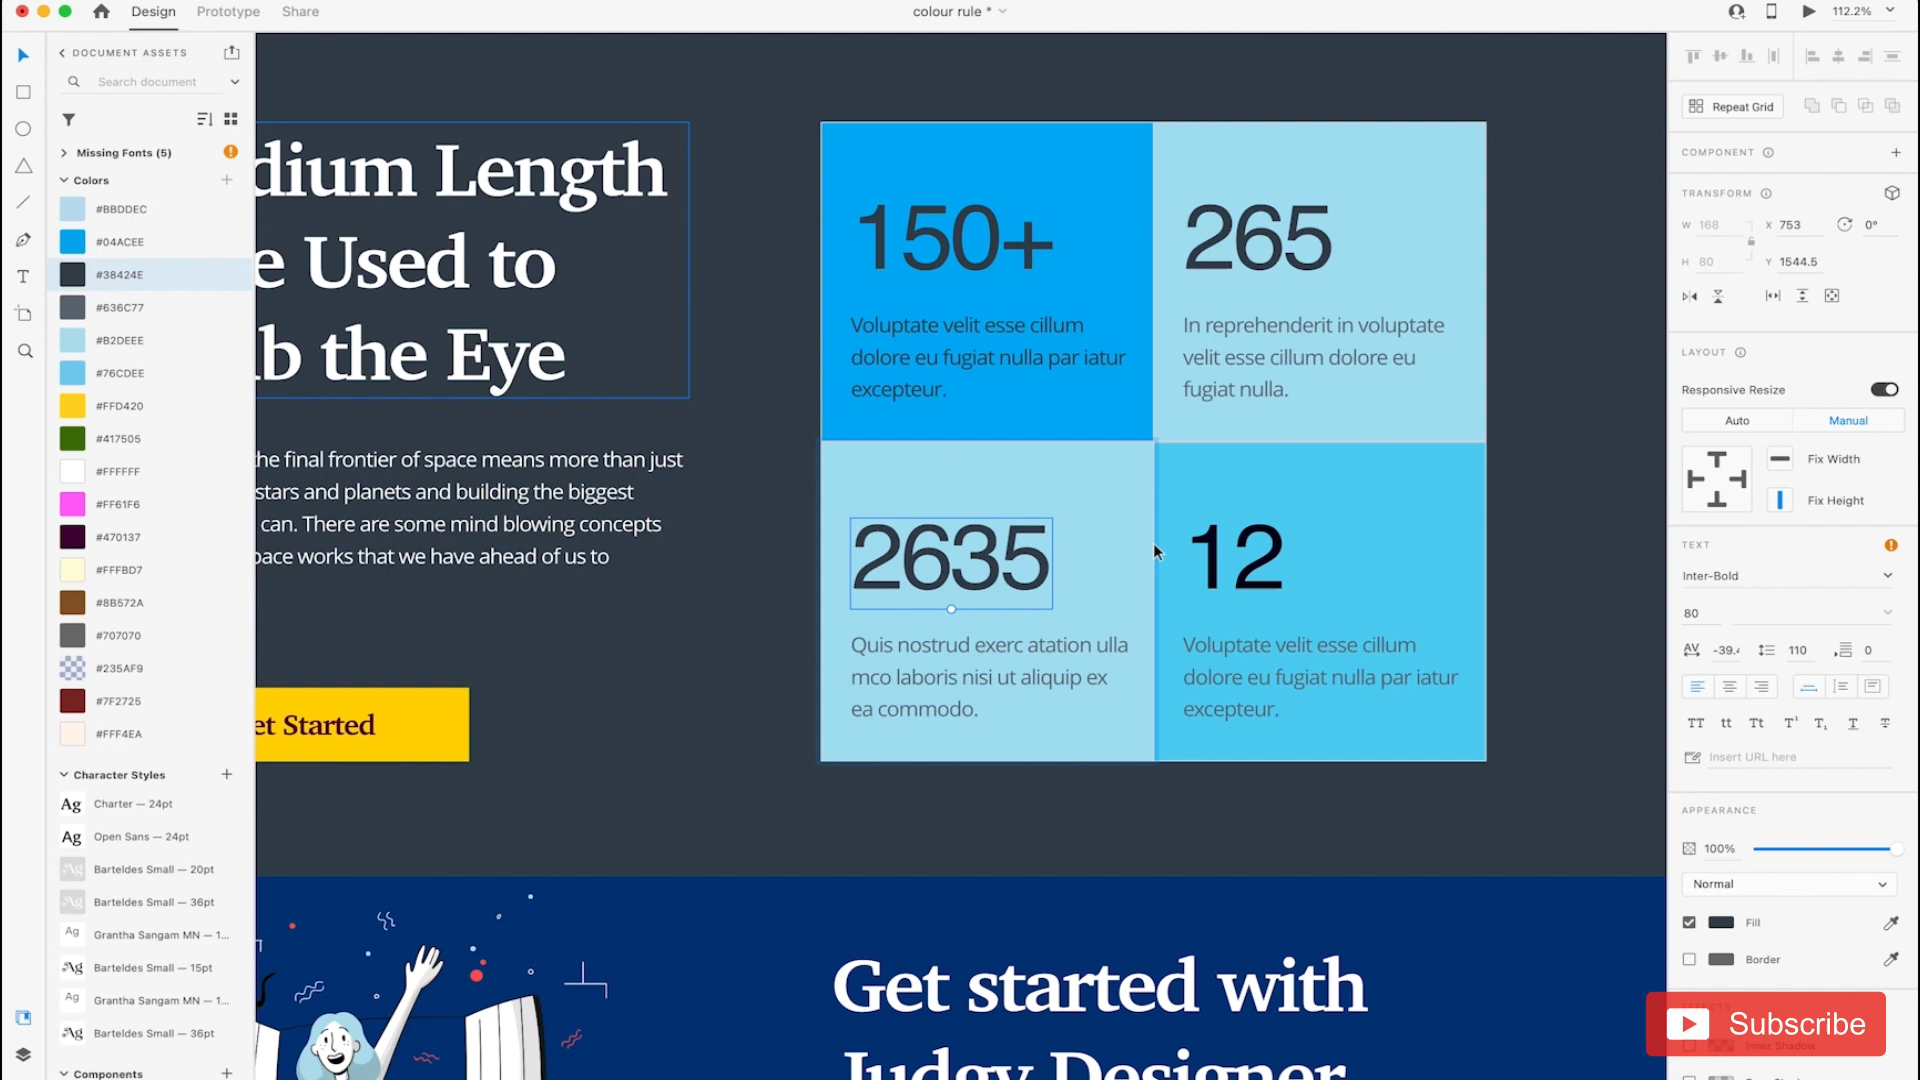 Design Prototype Share
colour rule *
112.2%
DOCUMENT ASSETS
Search document
Missing Fonts (5)
Colors
#BBDDEC
#04ACEE
#38424E
#636C77
#B2DEEE
#76CDEE
#FFD420
#417505
#FFFFFF
#FF61F6
#470137
#FFFBD7
#8B572A
#707070
#235AF9
#7F2725
#FFF4EA
Character Styles
Ag Charter — 24pt
Ag Open Sans — 24pt
Ag Barteldes Small — 20pt
Ag Barteldes Small — 36pt
Ag Grantha Sangam MN — 1...
Ag Barteldes Small — 15pt
Ag Grantha Sangam MN — 1...
Ag Barteldes Small — 36pt
Components
dium Length
e Used to
b the Eye
he final frontier of space means more than just
stars and planets and building the biggest
can. There are some mind blowing concepts
pace works that we have ahead of us to
et Started
150+
Voluptate velit esse cillum
dolore eu fugiat nulla par iatur
excepteur.
265
In reprehenderit in voluptate
velit esse cillum dolore eu
fugiat nulla.
2635
Quis nostrud exerc atation ulla
mco laboris nisi ut aliquip ex
ea commodo.
12
Voluptate velit esse cillum
dolore eu fugiat nulla par iatur
excepteur.
Get started with
Judgy Designer
Repeat Grid
COMPONENT
TRANSFORM
W 168 X 753 0°
H 80 Y 1544.5
LAYOUT
Responsive Resize
Auto Manual
Fix Width
Fix Height
TEXT
Inter-Bold
80
AV -39.4 110 0
TT tt Tt T¹ T₁ T T
Insert URL here
APPEARANCE
100%
Normal
Fill
Border
Subscribe
Inner Shadow